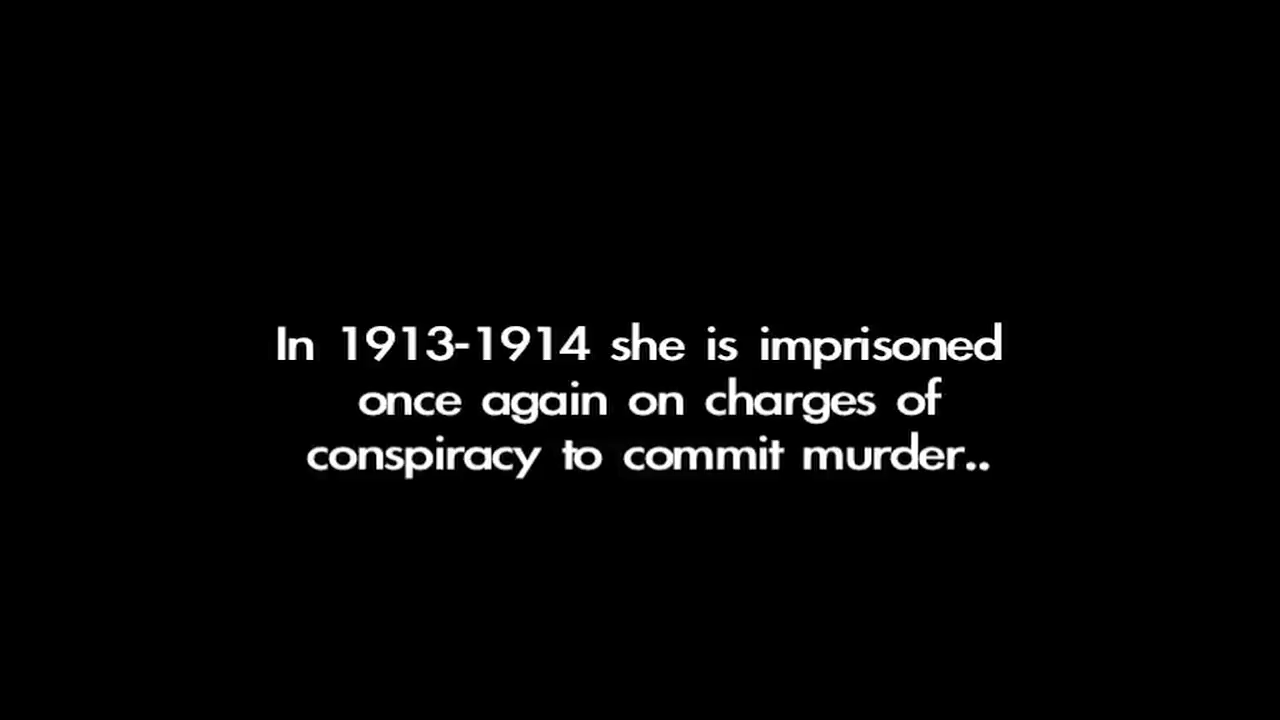 In 1913-1914 she is imprisoned
once again on charges of
conspiracy to commit murder..